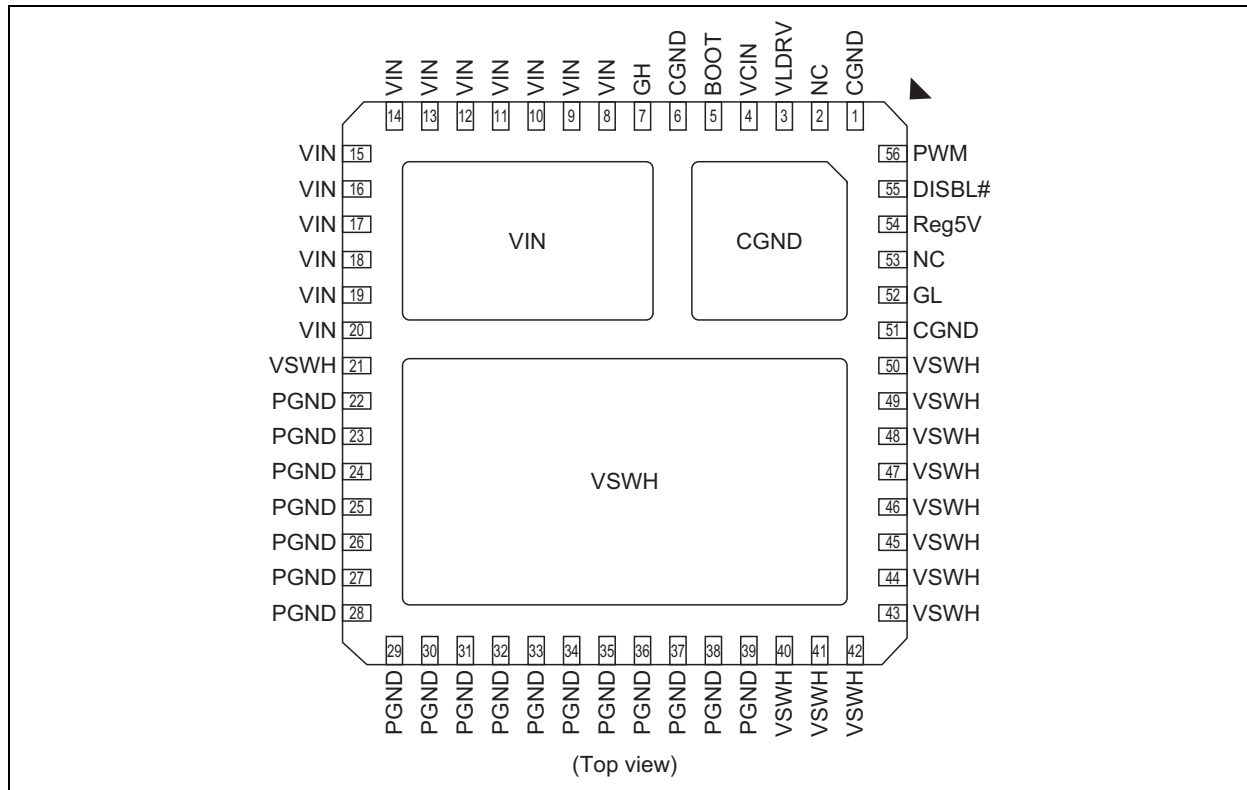 VIN VIN VIN VIN VIN VIN VIN GH CGND BOOT VCIN VLDRV NC CGND
14 13 12 11 10 9 8 7 6 5 4 3 2 1
VIN 15
VIN 16
VIN 17
VIN 18
VIN 19
VIN 20
VSWH 21
PGND 22
PGND 23
PGND 24
PGND 25
PGND 26
PGND 27
PGND 28
VIN
CGND
VSWH
56 PWM
55 DISBL#
54 Reg5V
53 NC
52 GL
51 CGND
50 VSWH
49 VSWH
48 VSWH
47 VSWH
46 VSWH
45 VSWH
44 VSWH
43 VSWH
29 30 31 32 33 34 35 36 37 38 39 40 41 42
PGND PGND PGND PGND PGND PGND PGND PGND PGND PGND PGND VSWH VSWH VSWH
(Top view)